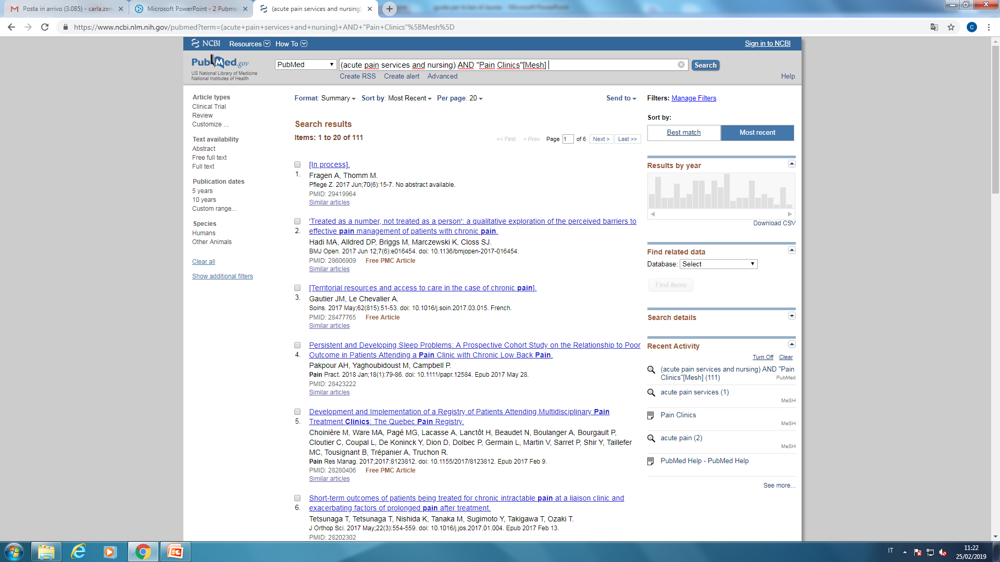 Posta in arrivo (3.085) - carla.zen
Microsoft PowerPoint - 2 Pubme
(acute pain services and nursing)
https://www.ncbi.nlm.nih.gov/pubmed?term=(acute+pain+services+and+nursing)+AND+"Pain+Clinics"%5BMesh%5D
C
NCBI Resources How To
Sign in to NCBI
PubMed.gov
US National Library of Medicine
National Institutes of Health
PubMed
(acute pain services and nursing) AND "Pain Clinics"[Mesh]
Search
Create RSS Create alert Advanced
Help
Article types
Clinical Trial
Review
Customize ...
Text availability
Abstract
Free full text
Full text
Publication dates
5 years
10 years
Custom range...
Species
Humans
Other Animals
Clear all
Show additional filters
Format: Summary Sort by: Most Recent Per page: 20
Send to
Search results
Items: 1 to 20 of 111
<< First < Prev Page 1 of 6 Next > Last >>
[In process].
1. Fragen A, Thomm M.
Pflege Z. 2017 Jun;70(6):15-7. No abstract available.
PMID: 29419964
Similar articles
'Treated as a number, not treated as a person': a qualitative exploration of the perceived barriers to
2. effective pain management of patients with chronic pain.
Hadi MA, Alldred DP, Briggs M, Marczewski K, Closs SJ.
BMJ Open. 2017 Jun 12;7(6):e016454. doi: 10.1136/bmjopen-2017-016454.
PMID: 28606909 Free PMC Article
Similar articles
[Territorial resources and access to care in the case of chronic pain].
3. Gautier JM, Le Chevalier A.
Soins. 2017 May;62(815):51-53. doi: 10.1016/j.soin.2017.03.015. French.
PMID: 28477765 Free Article
Similar articles
Persistent and Developing Sleep Problems: A Prospective Cohort Study on the Relationship to Poor
4. Outcome in Patients Attending a Pain Clinic with Chronic Low Back Pain.
Pakpour AH, Yaghoubidoust M, Campbell P.
Pain Pract. 2018 Jan;18(1):79-86. doi: 10.1111/papr.12584. Epub 2017 May 28.
PMID: 28423222
Similar articles
Development and Implementation of a Registry of Patients Attending Multidisciplinary Pain
5. Treatment Clinics: The Quebec Pain Registry.
Choinière M, Ware MA, Pagé MG, Lacasse A, Lanctôt H, Beaudet N, Boulanger A, Bourgault P,
Cloutier C, Coupal L, De Koninck Y, Dion D, Dolbec P, Germain L, Martin V, Sarret P, Shir Y, Taillefer
MC, Tousignant B, Trépanier A, Truchon R.
Pain Res Manag. 2017;2017:8123812. doi: 10.1155/2017/8123812. Epub 2017 Feb 9.
PMID: 28280406 Free PMC Article
Similar articles
Short-term outcomes of patients being treated for chronic intractable pain at a liaison clinic and
6. exacerbating factors of prolonged pain after treatment.
Tetsunaga T, Tetsunaga T, Nishida K, Tanaka M, Sugimoto Y, Takigawa T, Ozaki T.
J Orthop Sci. 2017 May;22(3):554-559. doi: 10.1016/j.jos.2017.01.004. Epub 2017 Feb 13.
PMID: 28202302
Filters: Manage Filters
Sort by:
Best match Most recent
Results by year
Download CSV
Find related data
Database: Select
Find items
Search details
Recent Activity
Turn Off Clear
(acute pain services and nursing) AND "Pain
Clinics"[Mesh] (111)
PubMed
acute pain services (1)
MeSH
Pain Clinics
MeSH
acute pain (2)
MeSH
PubMed Help - PubMed Help
See more...
IT
11:22
25/02/2019